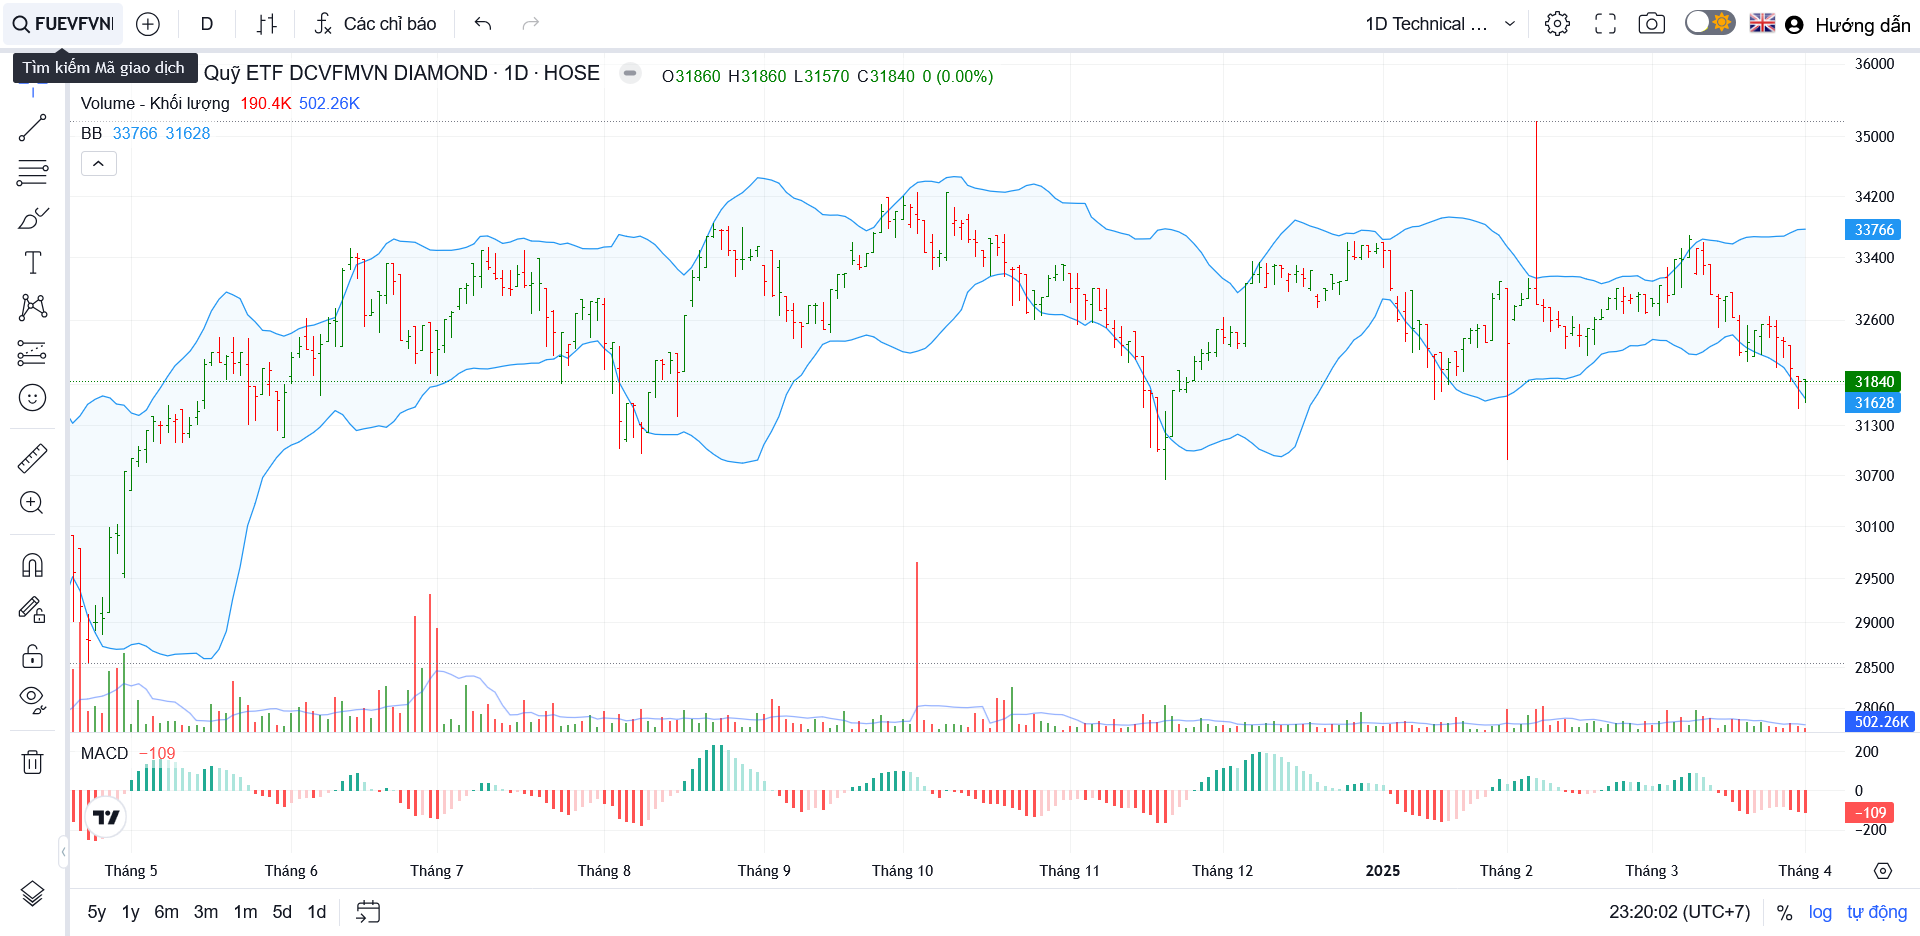 FUEVFVN
D
Các chỉ báo
1D Technical ...
Hướng dẫn
Tìm kiếm Mã giao dịch
Quỹ ETF DCVFMVN DIAMOND · 1D · HOSE
O31860 H31860 L31570 C31840 0 (0.00%)
Volume - Khối lượng 190.4K 502.26K
BB 33766 31628
36000
35000
34200
33766
33400
32600
31840
31628
31300
30700
30100
29500
29000
28500
28060
502.26K
MACD −109
200
0
−109
−200
Tháng 5 Tháng 6 Tháng 7 Tháng 8 Tháng 9 Tháng 10 Tháng 11 Tháng 12 2025 Tháng 2 Tháng 3 Tháng 4
5y 1y 6m 3m 1m 5d 1d
23:20:02 (UTC+7) % log tự động